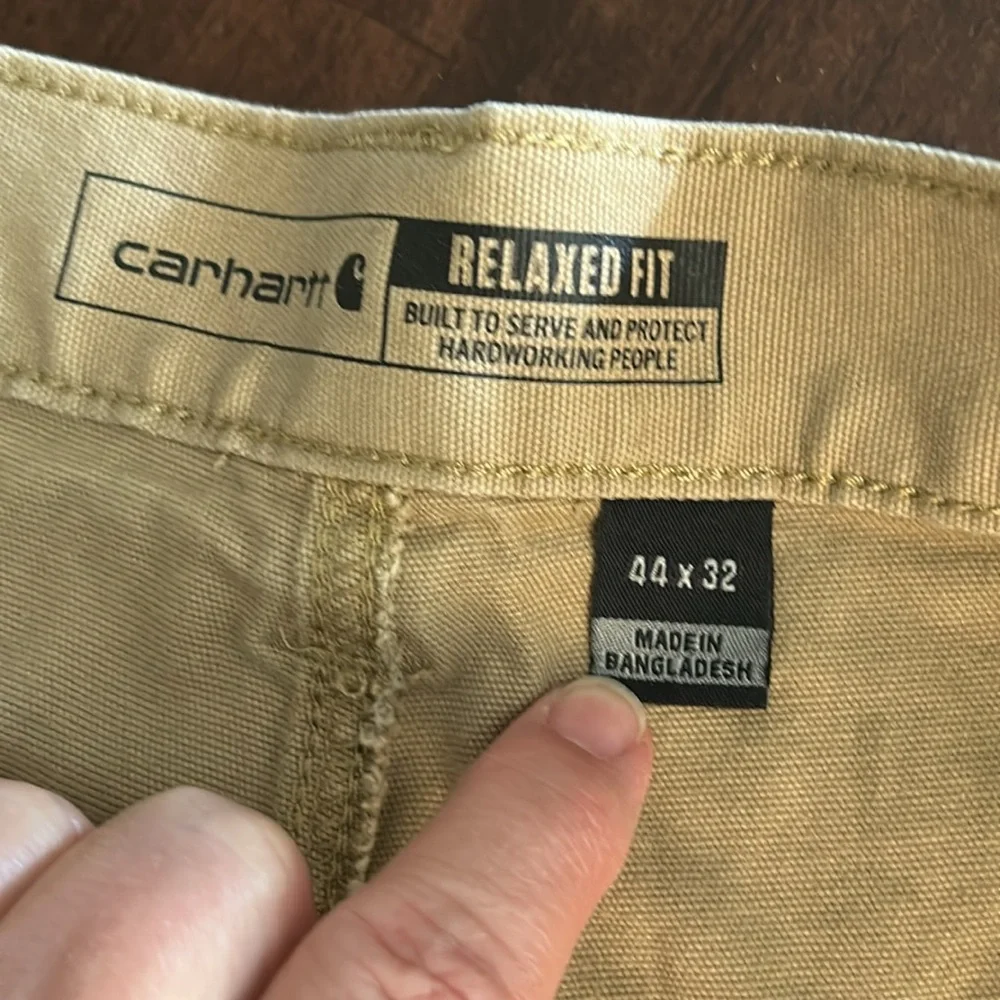 carhartt
RELAXED FIT
BUILT TO SERVE AND PROTECT
HARDWORKING PEOPLE
44 x 32
MADE IN
BANGLADESH